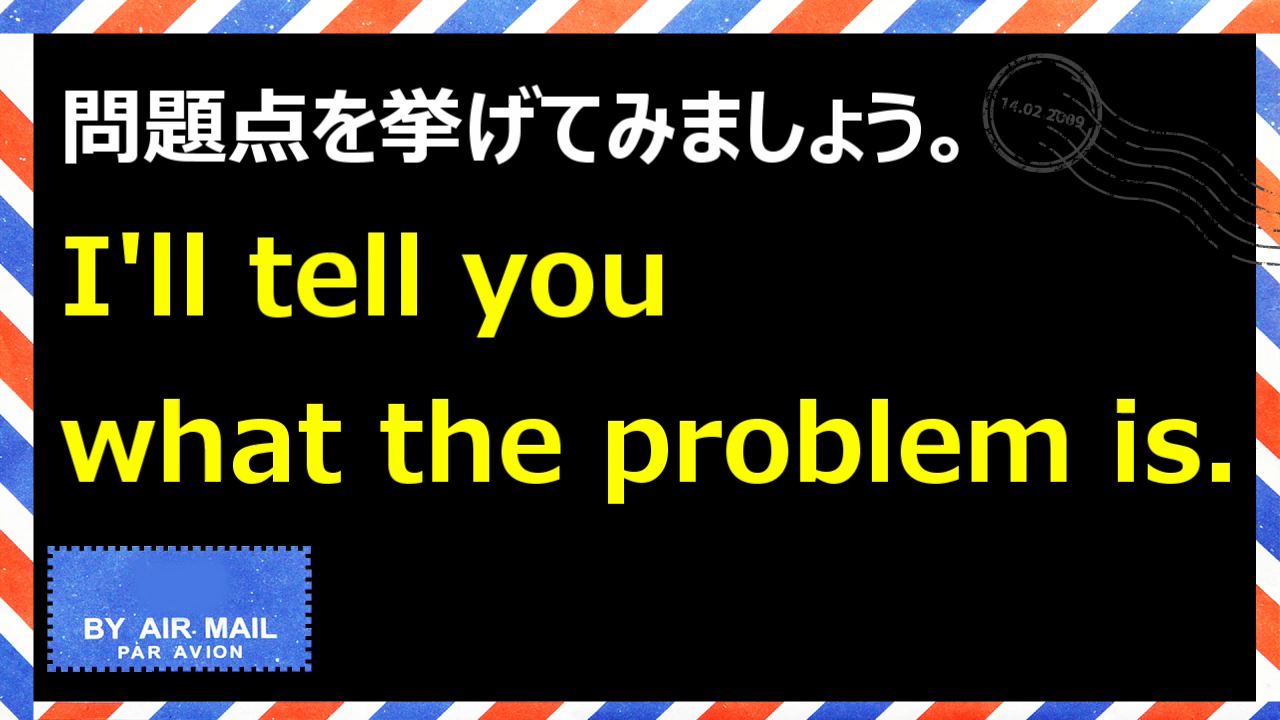 問題点を挙げてみましょう。
14.02 2009
I'll tell you
what the problem is.
BY AIR MAIL
PAR AVION